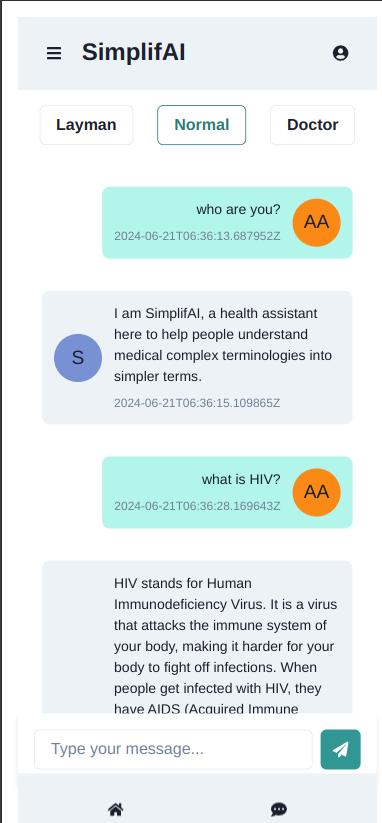 SimplifAI
Layman Normal Doctor
who are you?
AA
2024-06-21T06:36:13.687952Z
I am SimplifAI, a health assistant
here to help people understand
S
medical complex terminologies into
simpler terms.
2024-06-21T06:36:15.109865Z
what is HIV?
AA
2024-06-21T06:36:28.169643Z
HIV stands for Human
Immunodeficiency Virus. It is a virus
that attacks the immune system of
your body, making it harder for your
body to fight off infections. When
people get infected with HIV, they
have AIDS (Acquired Immune
Type your message...